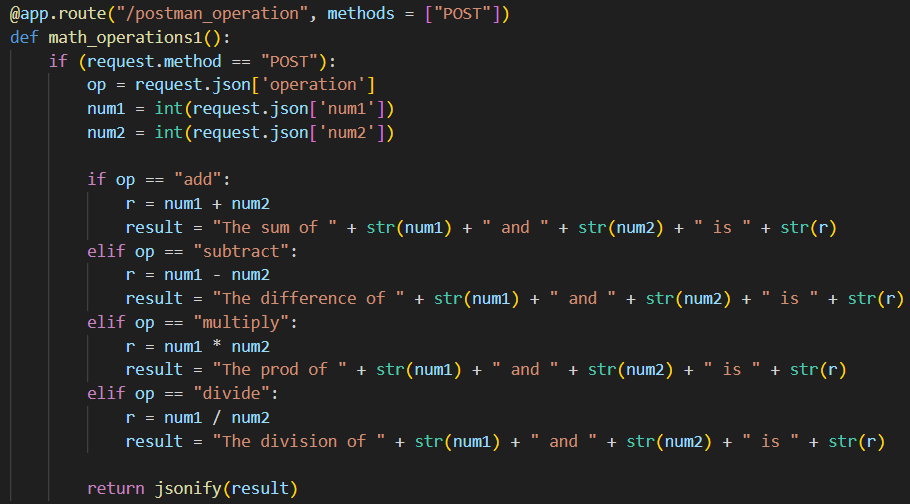 @app.route("/postman_operation", methods = ["POST"])
def math_operations1():
    if (request.method == "POST"):
        op = request.json['operation']
        num1 = int(request.json['num1'])
        num2 = int(request.json['num2'])

        if op == "add":
            r = num1 + num2
            result = "The sum of " + str(num1) + " and " + str(num2) + " is " + str(r)
        elif op == "subtract":
            r = num1 - num2
            result = "The difference of " + str(num1) + " and " + str(num2) + " is " + str(r)
        elif op == "multiply":
            r = num1 * num2
            result = "The prod of " + str(num1) + " and " + str(num2) + " is " + str(r)
        elif op == "divide":
            r = num1 / num2
            result = "The division of " + str(num1) + " and " + str(num2) + " is " + str(r)

        return jsonify(result)